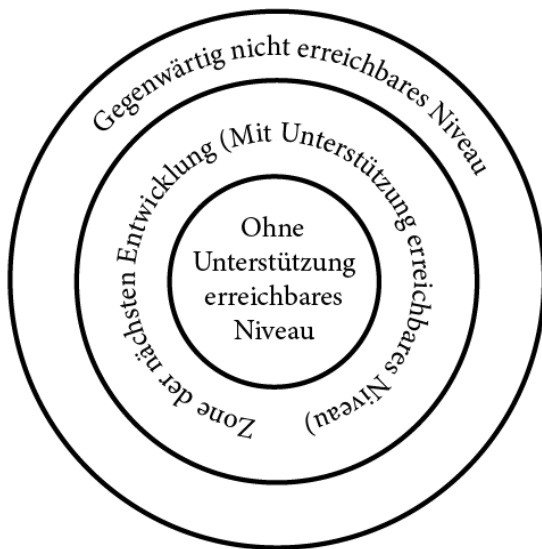 Gegenwärtig nicht erreichbares Niveau
Zone der nächsten Entwicklung (Mit Unterstützung erreichbares Niveau)
Ohne
Unterstützung
erreichbares
Niveau